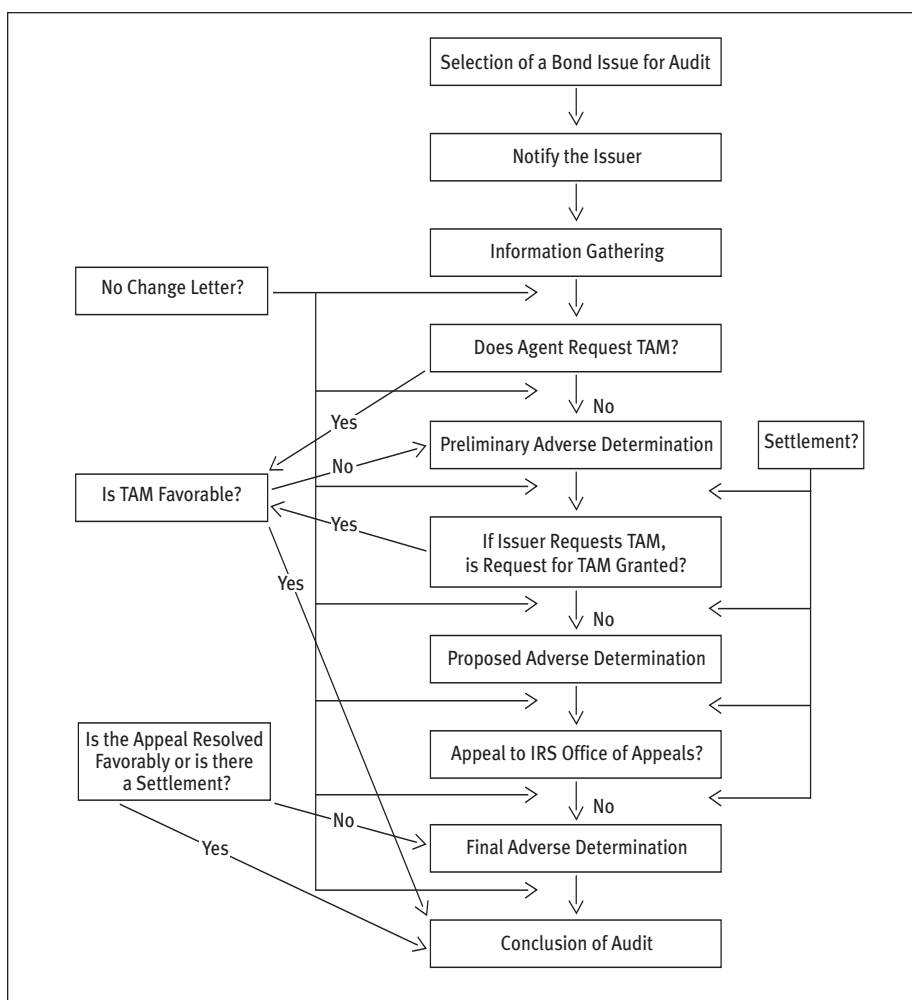 Selection of a Bond Issue for Audit
Notify the Issuer
Information Gathering
No Change Letter?
Does Agent Request TAM?
Yes
No
Preliminary Adverse Determination
Settlement?
No
Is TAM Favorable?
Yes
If Issuer Requests TAM,
is Request for TAM Granted?
Yes
No
Proposed Adverse Determination
Is the Appeal Resolved
Favorably or is there
a Settlement?
Appeal to IRS Office of Appeals?
No
No
Yes
Final Adverse Determination
Conclusion of Audit